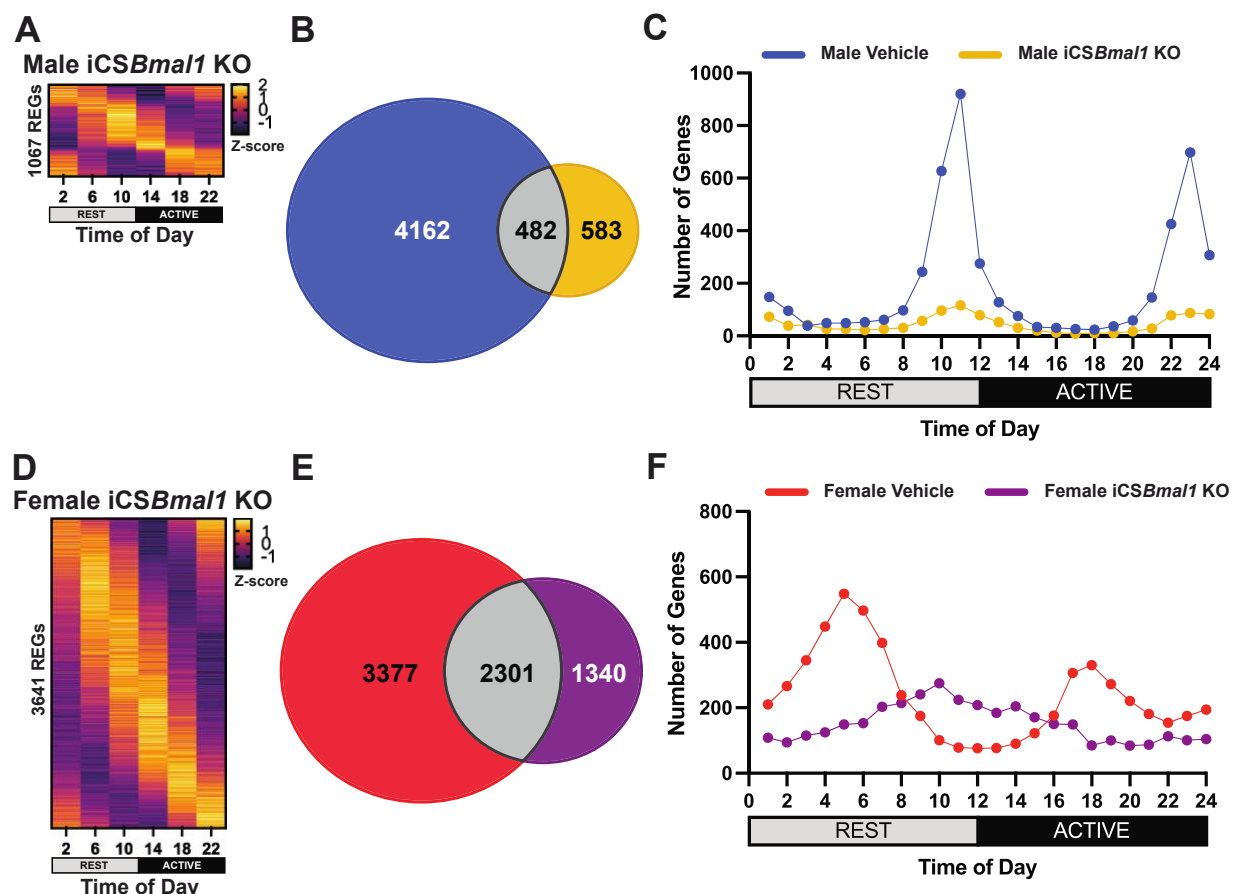 A
Male iCSBmal1 KO
1067 REGs
2
1
0
-1
Z-score
2 6 10 14 18 22
REST ACTIVE
Time of Day
B
4162 482 583
C
Male Vehicle Male iCSBmal1 KO
Number of Genes
1000
800
600
400
200
0
0 2 4 6 8 10 12 14 16 18 20 22 24
REST ACTIVE
Time of Day
D
Female iCSBmal1 KO
3641 REGs
1
0
-1
Z-score
2 6 10 14 18 22
REST ACTIVE
Time of Day
E
3377 2301 1340
F
Female Vehicle Female iCSBmal1 KO
Number of Genes
800
600
400
200
0
0 2 4 6 8 10 12 14 16 18 20 22 24
REST ACTIVE
Time of Day